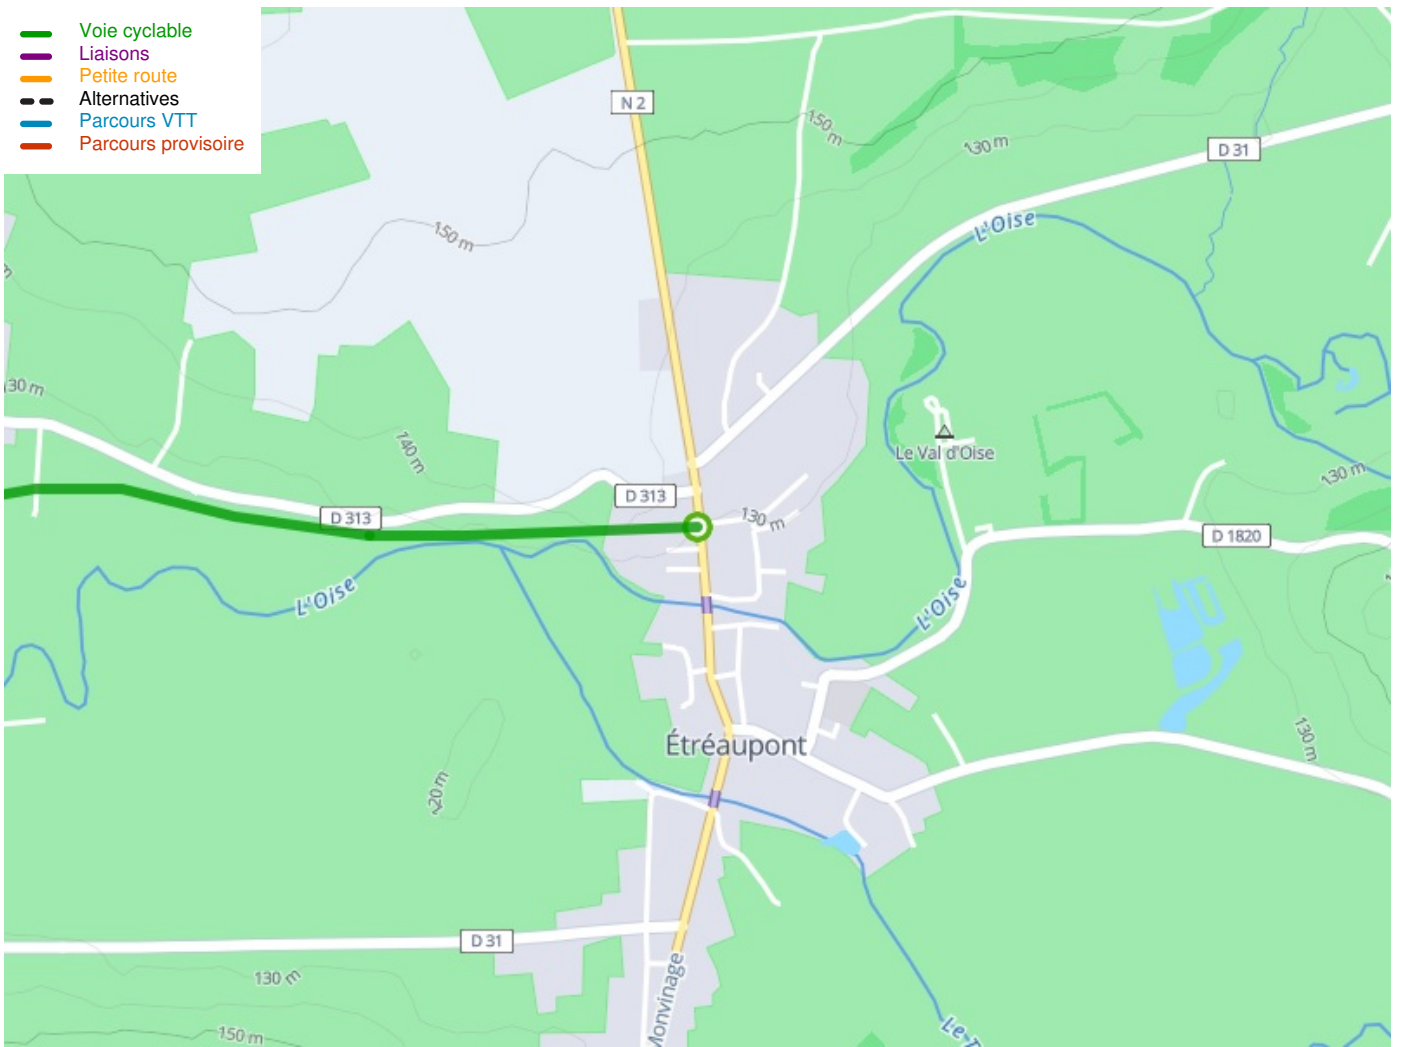 Voie cyclable
Liaisons
Petite route
Alternatives
Parcours VTT
Parcours provisoire
N 2
150 m
130 m
D 31
L'Oise
150 m
30 m
140 m
Le Val d'Oise
130 m
D 313
D 313
130 m
D 1820
L'Oise
L'Oise
Étréaupont
130 m
120 m
D 31
130 m
Monvinage
150 m